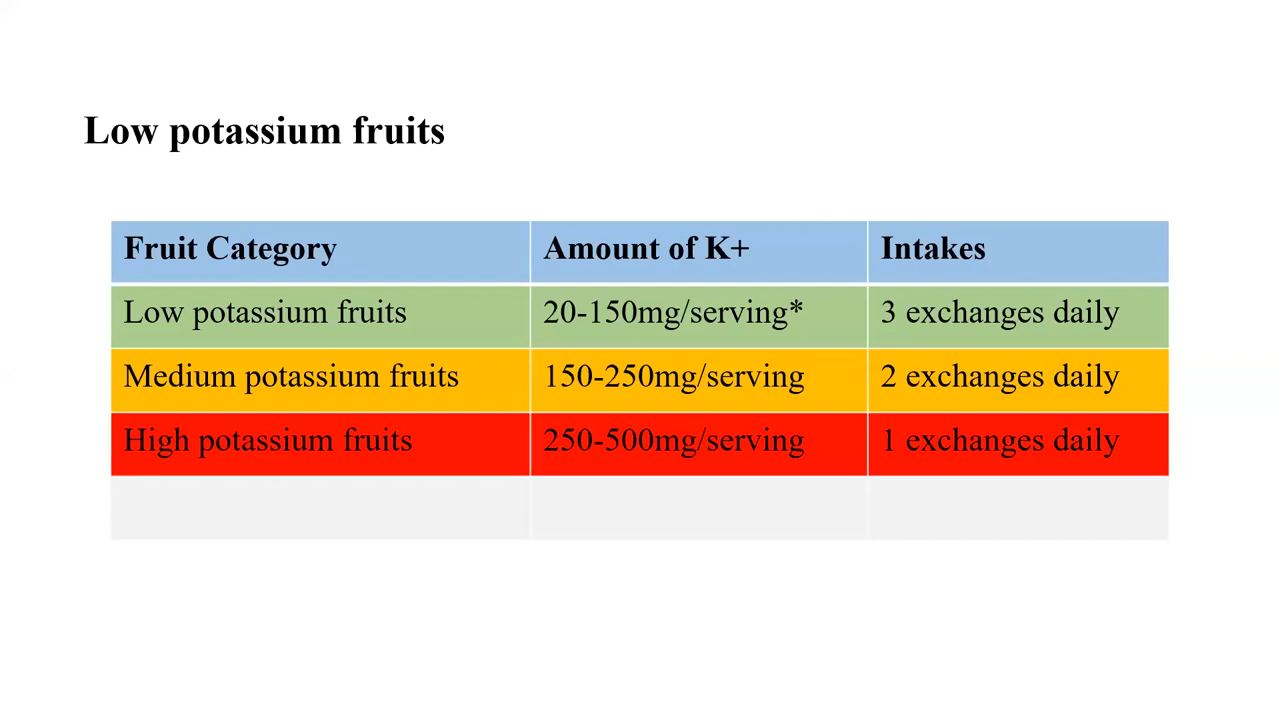 Low potassium fruits
Fruit Category Amount of K+ Intakes
Low potassium fruits 20-150mg/serving* 3 exchanges daily
Medium potassium fruits 150-250mg/serving 2 exchanges daily
High potassium fruits 250-500mg/serving 1 exchanges daily